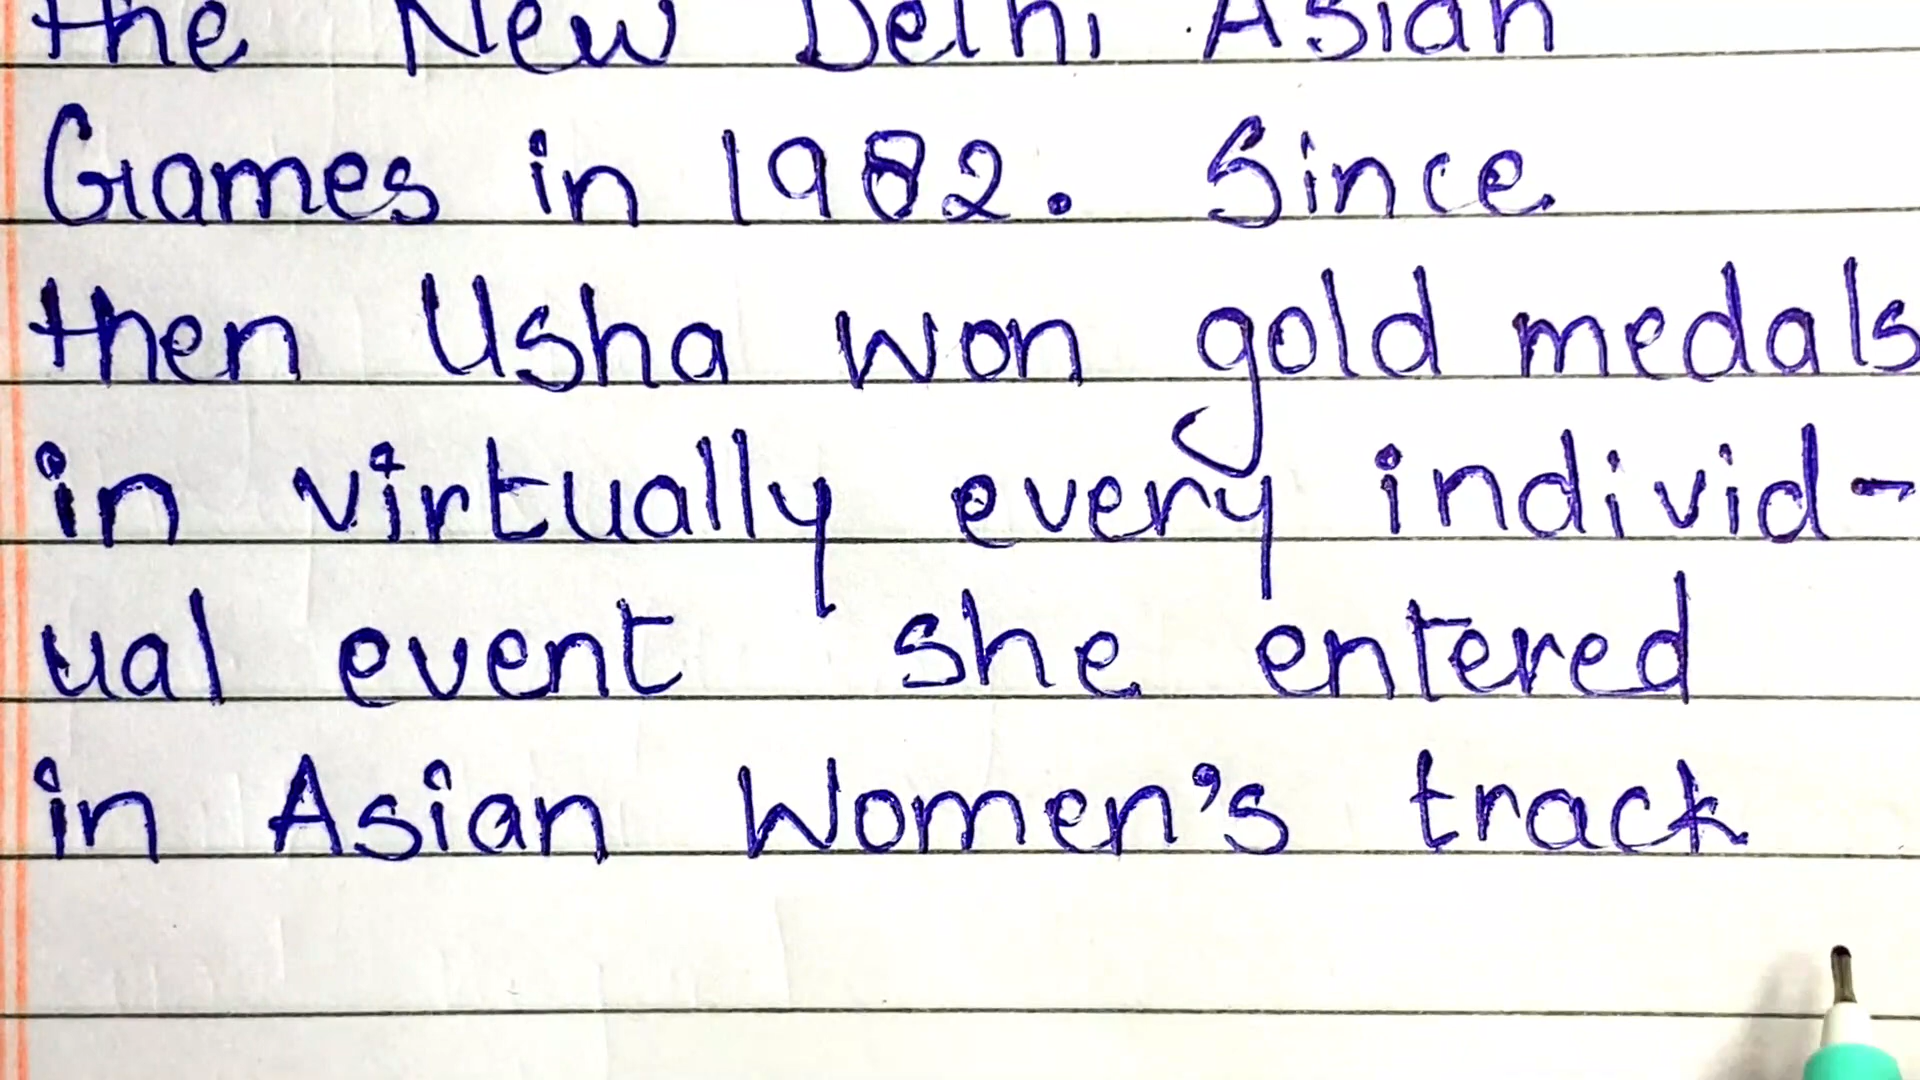 the New Delhi Asian
Games in 1982. Since
then Usha won gold medals
in virtually every individ-
ual event she entered
in Asian Women's track